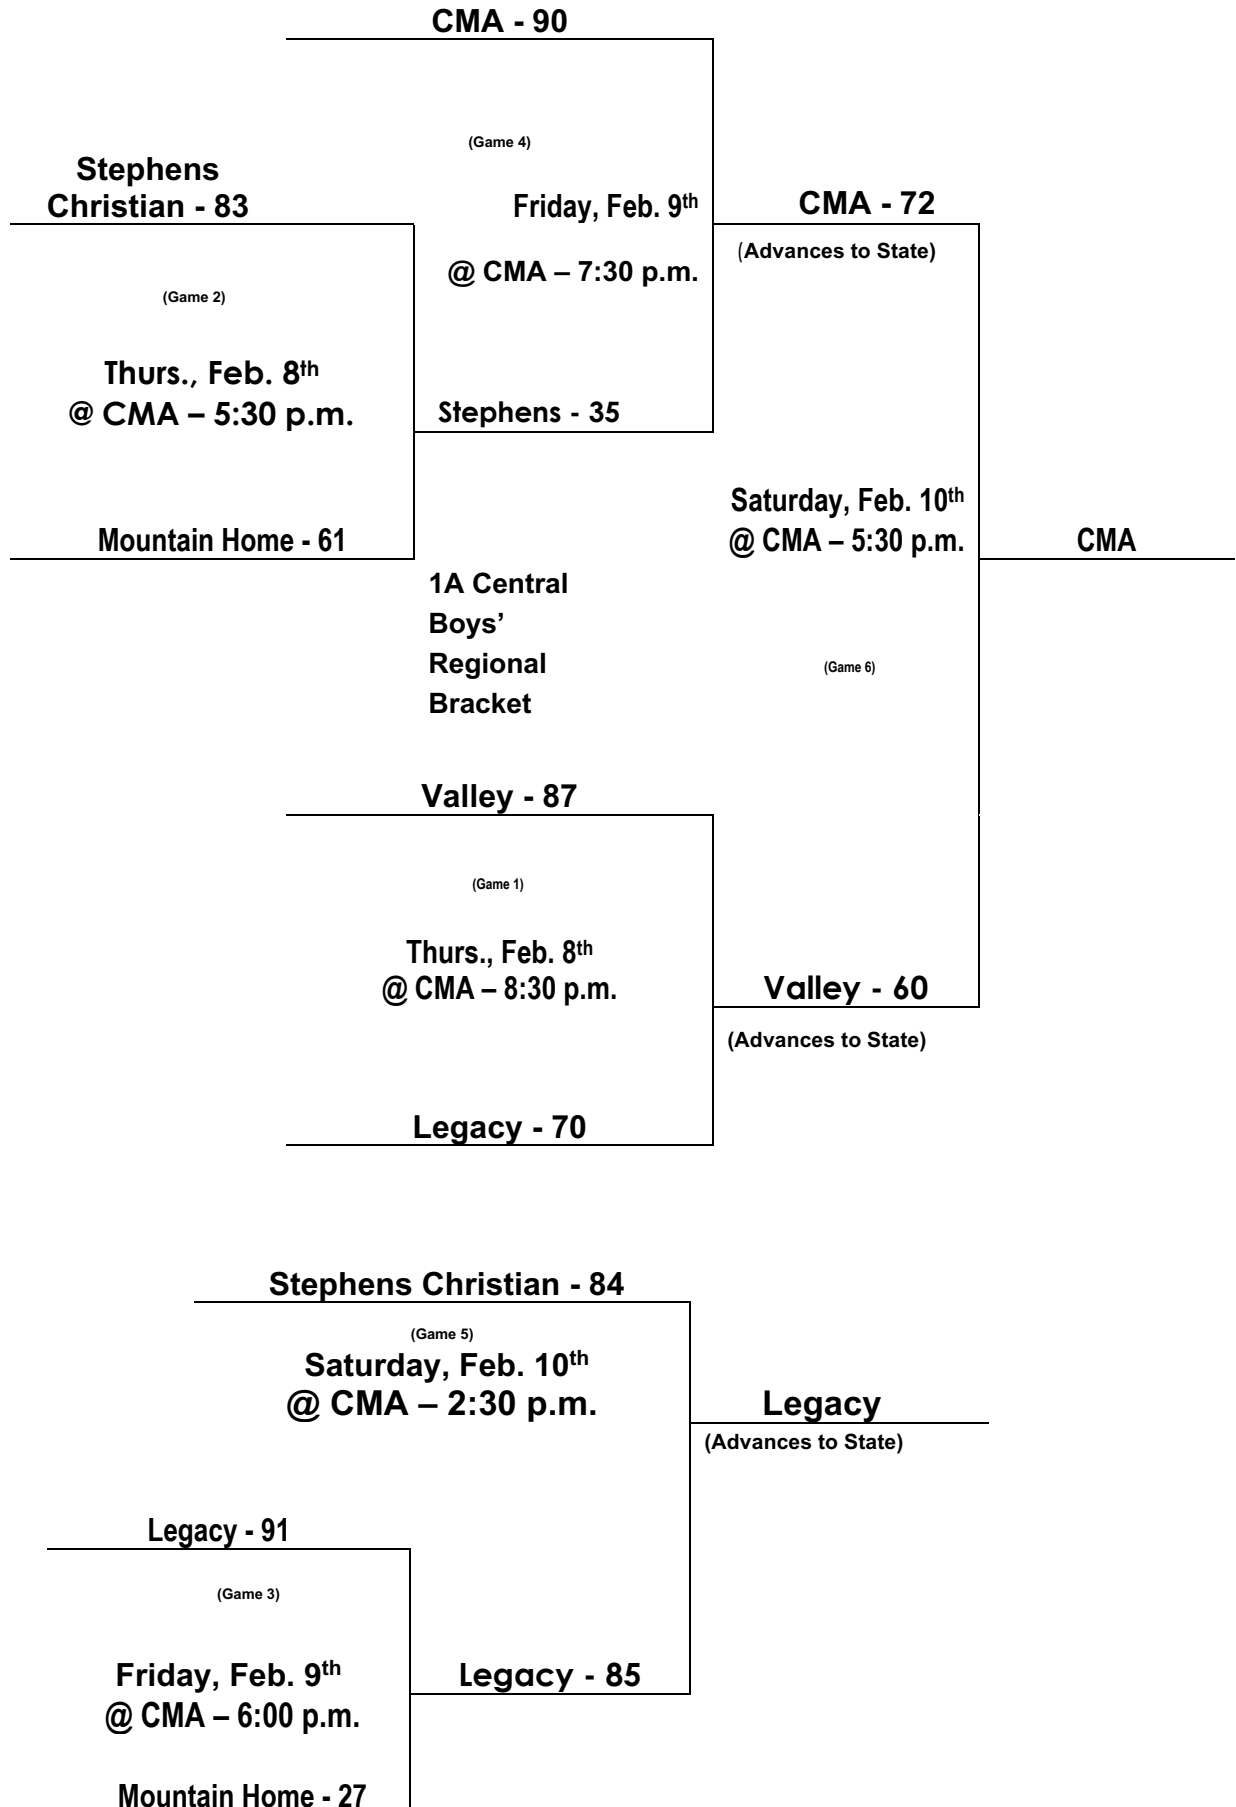 CMA - 90
(Game 4)
Stephens
Christian - 83
Friday, Feb. 9th
CMA - 72
(Advances to State)
@ CMA – 7:30 p.m.
(Game 2)
Thurs., Feb. 8th
@ CMA – 5:30 p.m.
Stephens - 35
Saturday, Feb. 10th
@ CMA – 5:30 p.m.
Mountain Home - 61
CMA
1A Central
Boys’
Regional
Bracket
(Game 6)
Valley - 87
(Game 1)
Thurs., Feb. 8th
@ CMA – 8:30 p.m.
Valley - 60
(Advances to State)
Legacy - 70
Stephens Christian - 84
(Game 5)
Saturday, Feb. 10th
@ CMA – 2:30 p.m.
Legacy
(Advances to State)
Legacy - 91
(Game 3)
Friday, Feb. 9th
@ CMA – 6:00 p.m.
Legacy - 85
Mountain Home - 27